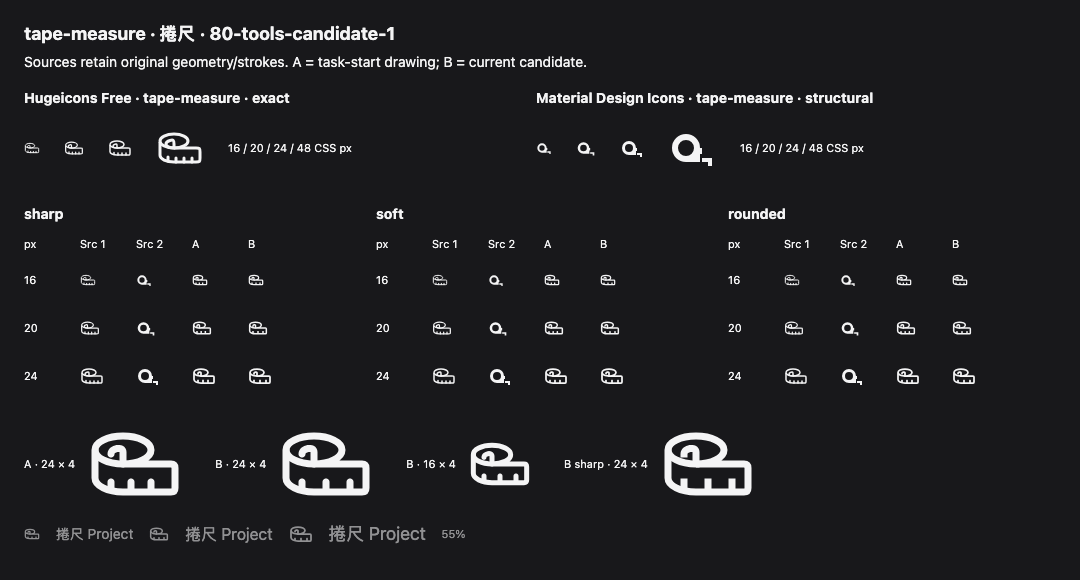 tape-measure · 捲尺 · 80-tools-candidate-1
Sources retain original geometry/strokes. A = task-start drawing; B = current candidate.
Hugeicons Free · tape-measure · exact
Material Design Icons · tape-measure · structural
16 / 20 / 24 / 48 CSS px
16 / 20 / 24 / 48 CSS px
sharp
soft
rounded
px Src 1 Src 2 A B
px Src 1 Src 2 A B
px Src 1 Src 2 A B
16
16
16
20
20
20
24
24
24
A · 24 × 4
B · 24 × 4
B · 16 × 4
B sharp · 24 × 4
捲尺 Project
捲尺 Project
捲尺 Project
55%